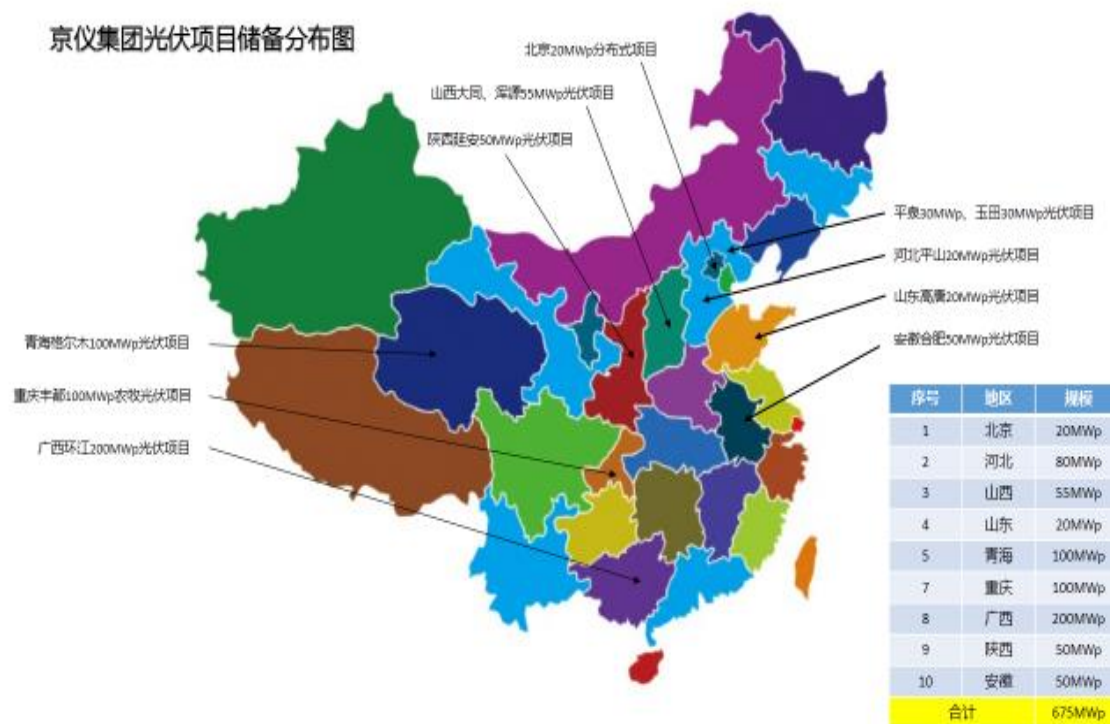 京仪集团光伏项目储备分布图
北京20MWp分布式项目
山西大同、浑源55MWp光伏项目
陕西延安50MWp光伏项目
平泉30MWp、玉田30MWp光伏项目
河北平山20MWp光伏项目
山东高唐20MWp光伏项目
安徽合肥50MWp光伏项目
青海格尔木100MWp光伏项目
重庆丰都100MWp农牧光伏项目
广西环江200MWp光伏项目
序号 地区 规模
1 北京 20MWp
2 河北 80MWp
3 山西 55MWp
4 山东 20MWp
5 青海 100MWp
7 重庆 100MWp
8 广西 200MWp
9 陕西 50MWp
10 安徽 50MWp
合计 675MWp